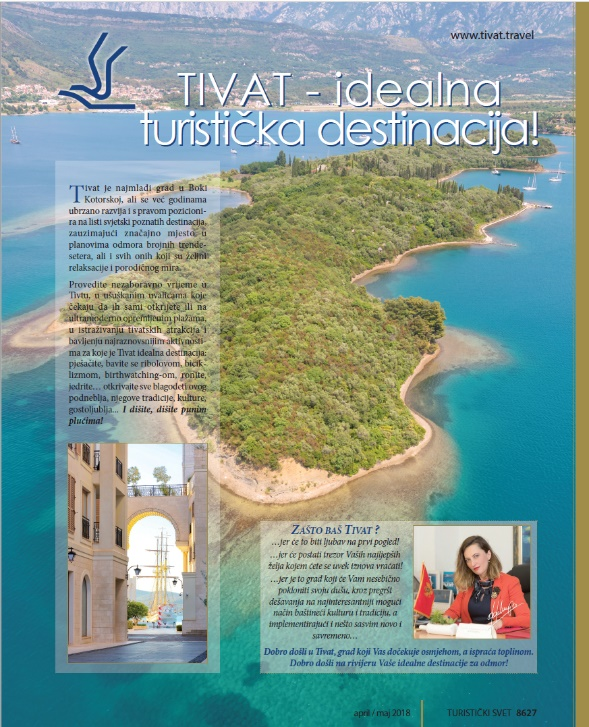 www.tivat.travel
TIVAT - idealna
turistička destinacija!
Tivat je najmlađi grad u Boki
Kotorskoj, ali se već godinama
ubrzano razvija i s pravom pozicioni-
ra na listi svjetski poznatih destinacija,
zauzimajući značajno mjesto u
planovima odmora brojnih trende-
setera, ali i svih onih koji su željni
relaksacije i porodičnog mira.
Provedite nezaboravno vrijeme u
Tivtu, u ušuškanim uvalicama koje
čekaju da ih sami otkrijete ili na
ultramoderno opremljenim plažama,
u istraživanju tivatskih atrakcija i
bavljenju najraznovsnijim aktivnosti-
ma za koje je Tivat idealna destinacija:
pješačite, bavite se ribolovom, bicik-
lizmom, birthwatching-om, ronite,
jedrite... otkrivajte sve blagodeti ovog
podneblja, njegove tradicije, kulture,
gostoljublja... I dišite, dišite punim
plućima!
ZAŠTO BAŠ TIVAT ?
...jer će to biti ljubav na prvi pogled!
...jer će postati trezor Vaših najljepših
želja kojem ćete se uvek iznova vraćati!
...jer je to grad koji će Vam nesebično
pokloniti svoju dušu, kroz pregršt
dešavanja na najinteresantniji mogući
način baštineći kulturu i tradiciju, a
implementirajući i nešto sasvim novo i
savremeno...
Dobro došli u Tivat, grad koji Vas dočekuje osmjehom, a ispraća toplinom.
Dobro došli na rivijeru Vaše idealne destinacije za odmor!
april / maj 2018 TURISTIČKI SVET 8627